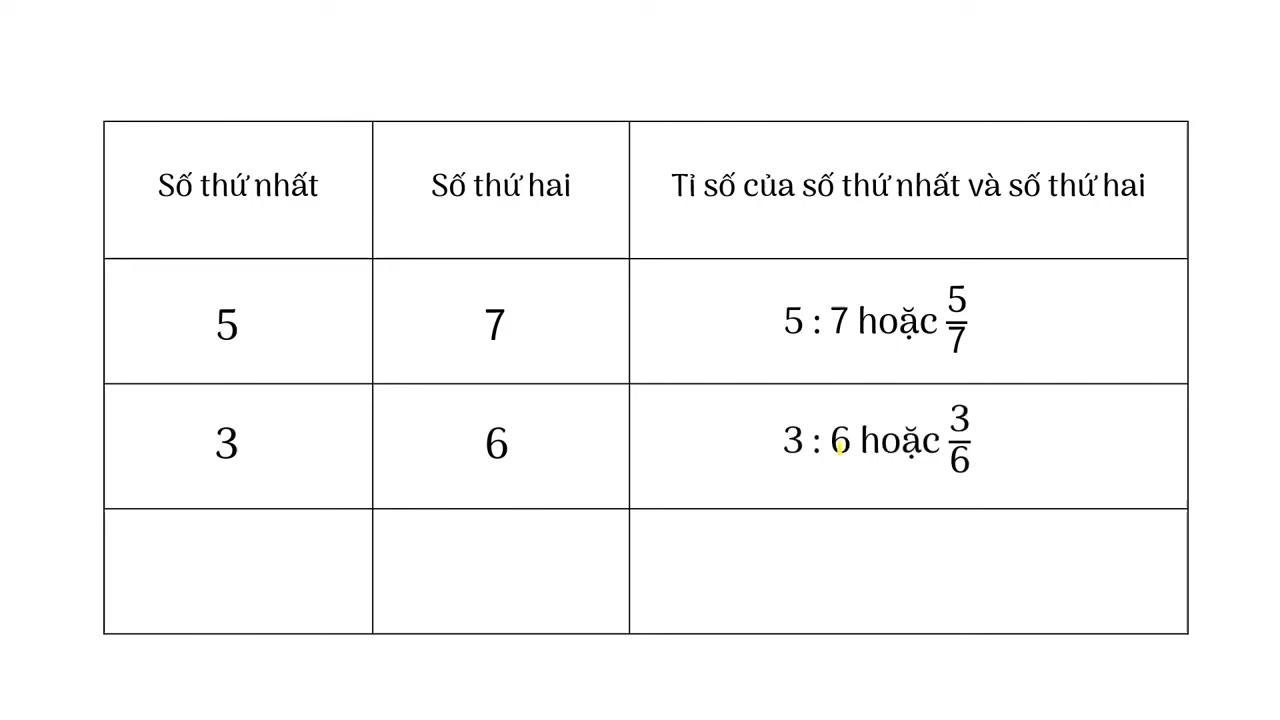 Số thứ nhất Số thứ hai Tỉ số của số thứ nhất và số thứ hai
5 7 5 : 7 hoặc 5/7
3 6 3 : 6 hoặc 3/6